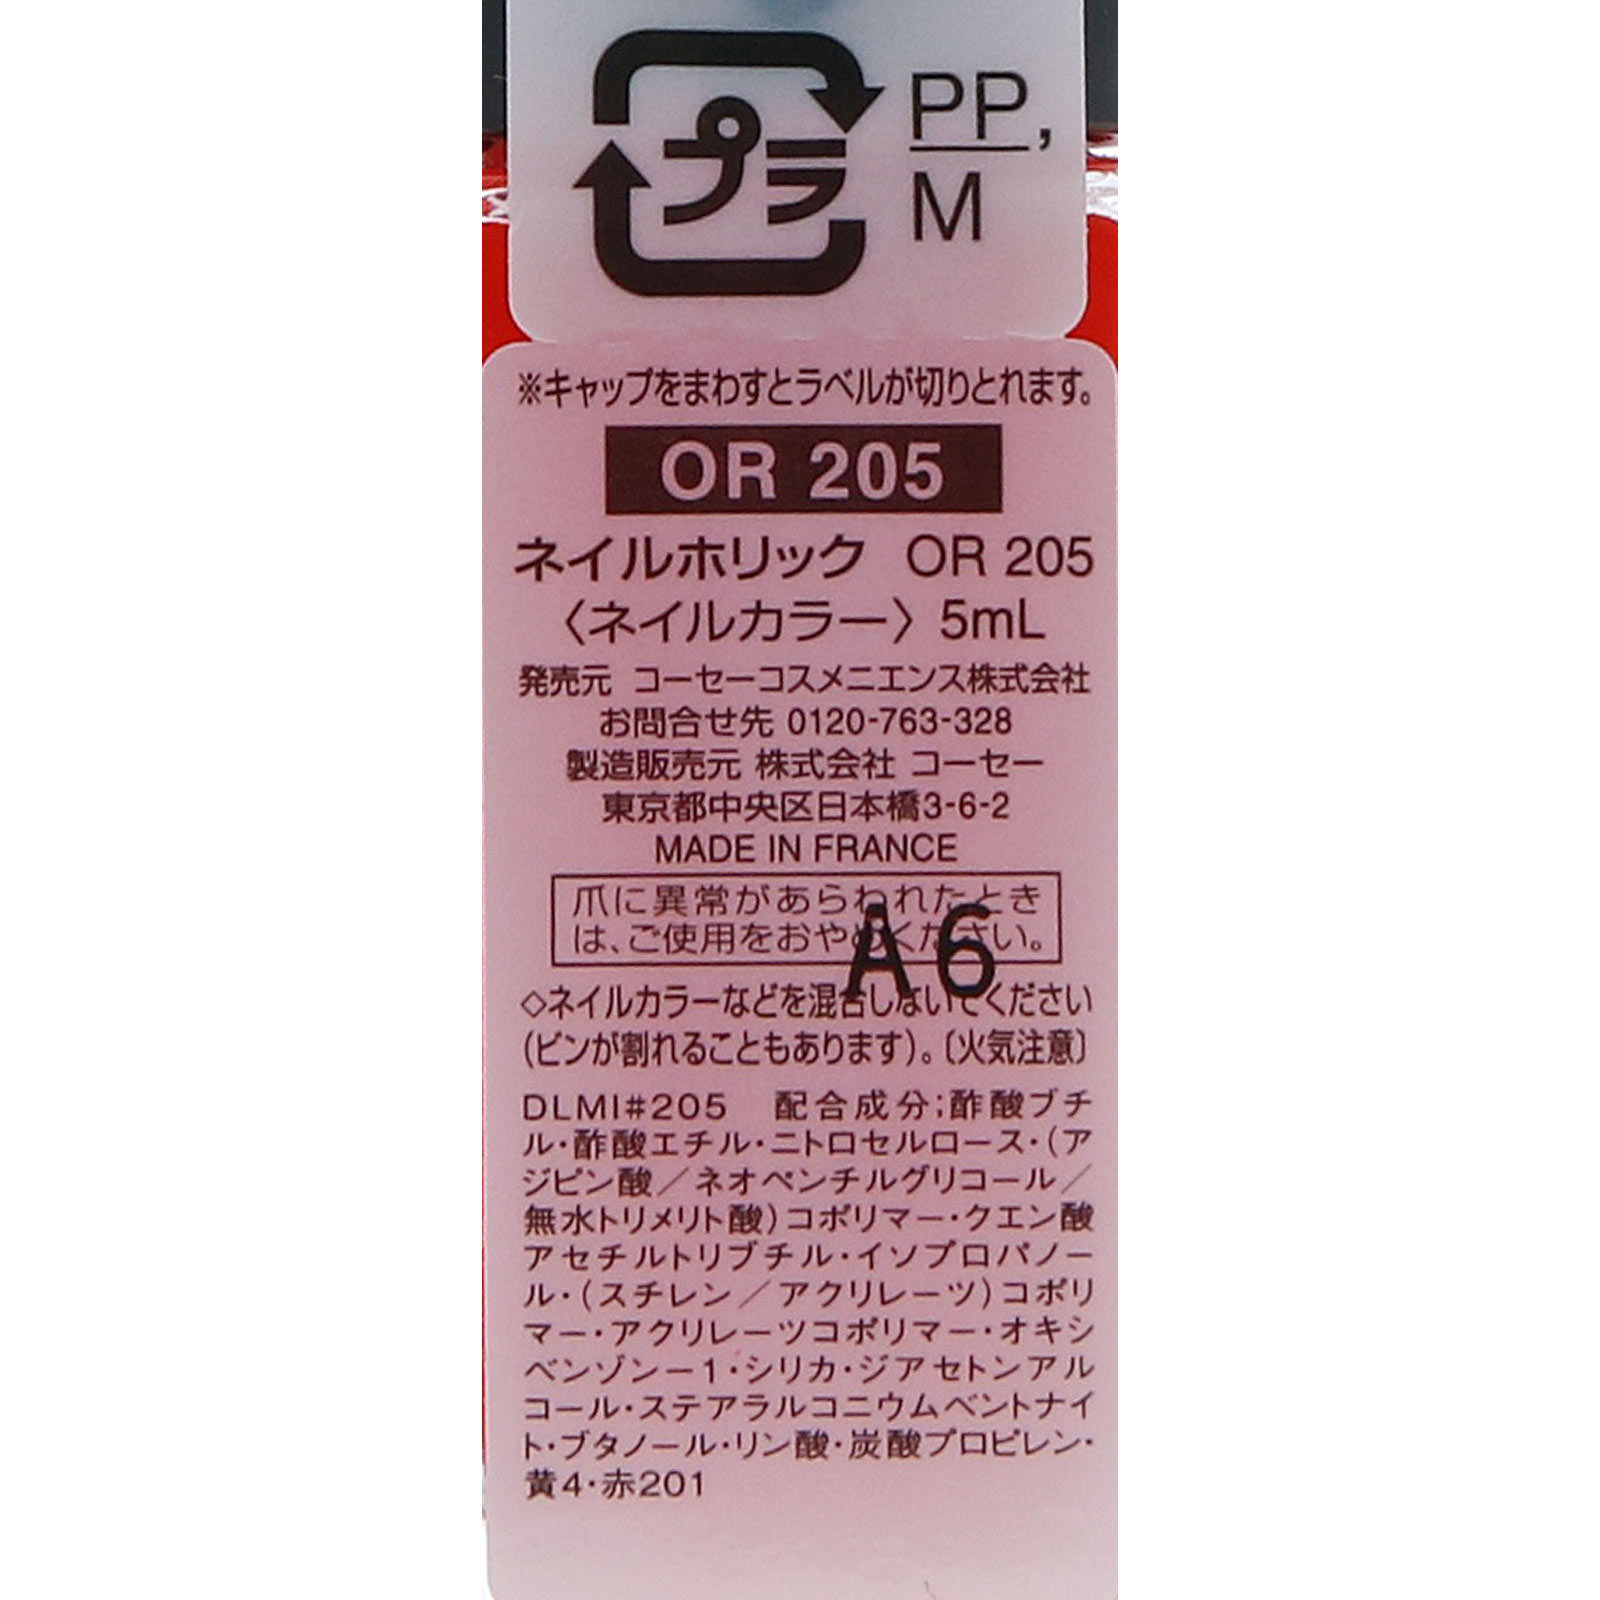 プラ
PP,
M
※キャップをまわすとラベルが切りとれます。
OR 205
ネイルホリック OR 205
〈ネイルカラー〉5mL
発売元 コーセーコスメニエンス株式会社
お問合せ先 0120-763-328
製造販売元 株式会社 コーセー
東京都中央区日本橋3-6-2
MADE IN FRANCE
爪に異常があらわれたとき
は、ご使用をおやめください。
A6
◇ネイルカラーなどを混合しないでください
(ビンが割れることもあります)。〔火気注意〕
DLMI#205 配合成分;酢酸ブチ
ル・酢酸エチル・ニトロセルロース・(ア
ジピン酸/ネオペンチルグリコール/
無水トリメリト酸)コポリマー・クエン酸
アセチルトリブチル・イソプロパノー
ル・(スチレン/アクリレーツ)コポリ
マー・アクリレーツコポリマー・オキシ
ベンゾン-1・シリカ・ジアセトンアル
コール・ステアラルコニウムベントナイ
ト・ブタノール・リン酸・炭酸プロピレン・
黄4・赤201